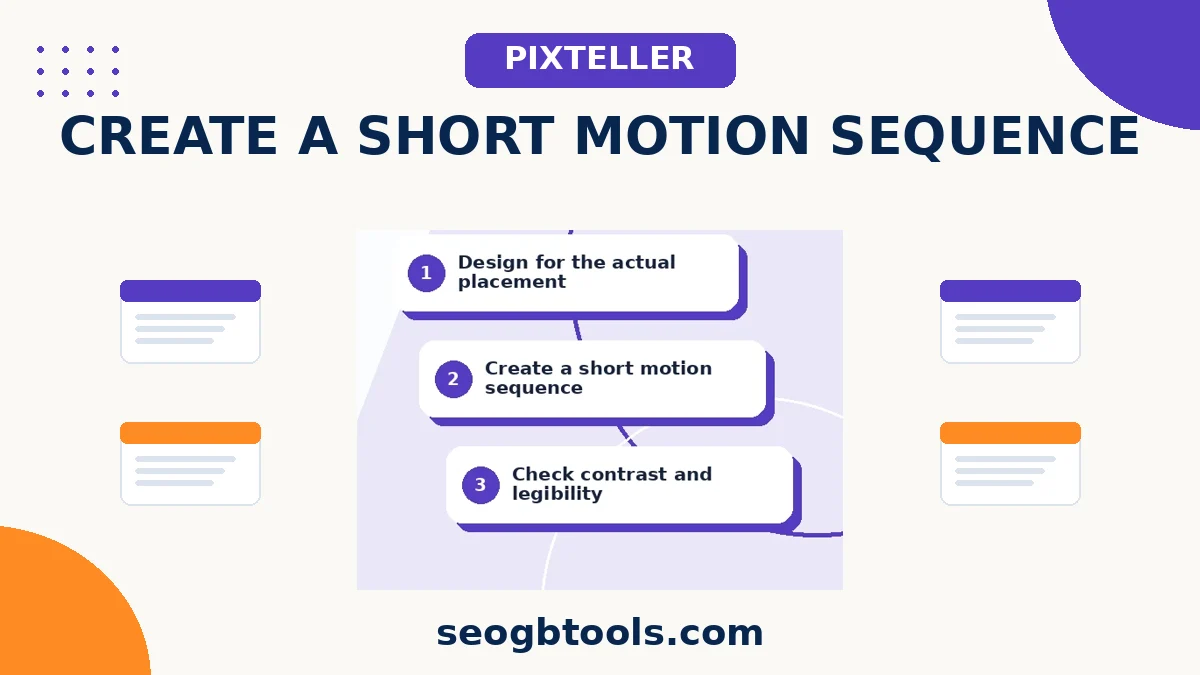 PIXTELLER
CREATE A SHORT MOTION SEQUENCE
1
Design for the actual
placement
2
Create a short motion
sequence
3
Check contrast and
legibility
seogbtools.com